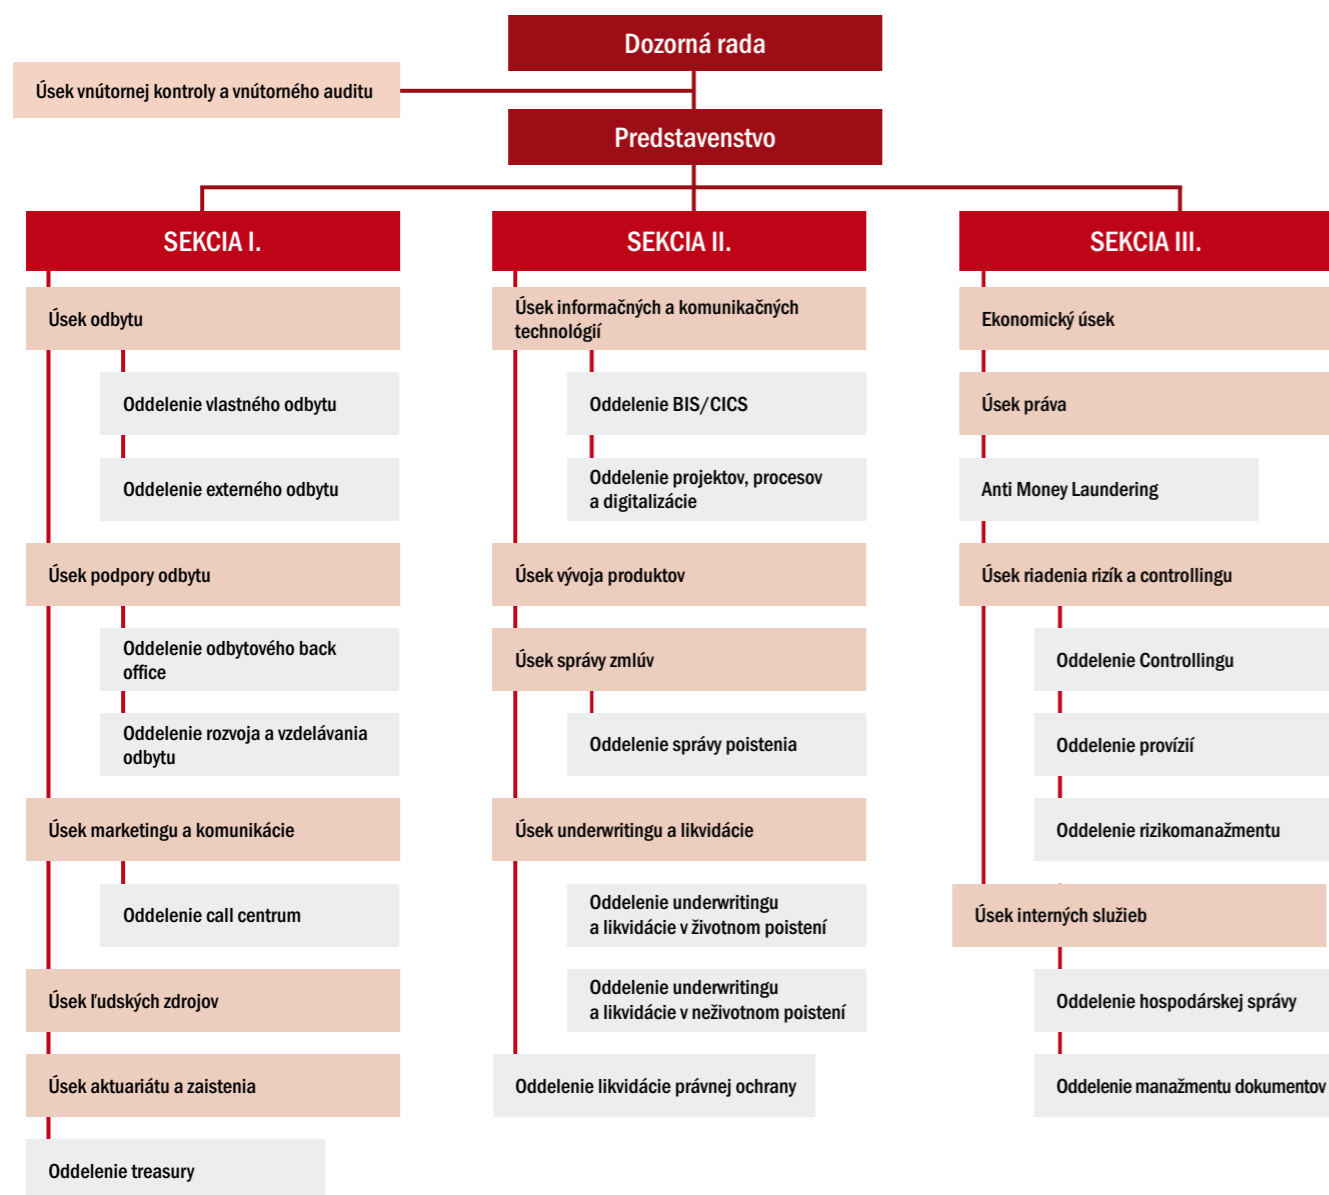 Dozorná rada
Úsek vnútornej kontroly a vnútorného auditu
Predstavenstvo
SEKCIA I.
Úsek odbytu
Oddelenie vlastného odbytu
Oddelenie externého odbytu
Úsek podpory odbytu
Oddelenie odbytového back
office
Oddelenie rozvoja a vzdelávania
odbytu
Úsek marketingu a komunikácie
Oddelenie call centrum
Úsek ľudských zdrojov
Úsek aktuariátu a zaistenia
Oddelenie treasury
SEKCIA II.
Úsek informačných a komunikačných
technológií
Oddelenie BIS/CICS
Oddelenie projektov, procesov
a digitalizácie
Úsek vývoja produktov
Úsek správy zmlúv
Oddelenie správy poistenia
Úsek underwritingu a likvidácie
Oddelenie underwritingu
a likvidácie v životnom poistení
Oddelenie underwritingu
a likvidácie v neživotnom poistení
Oddelenie likvidácie právnej ochrany
SEKCIA III.
Ekonomický úsek
Úsek práva
Anti Money Laundering
Úsek riadenia rizík a controllingu
Oddelenie Controllingu
Oddelenie provízií
Oddelenie rizikomanažmentu
Úsek interných služieb
Oddelenie hospodárskej správy
Oddelenie manažmentu dokumentov